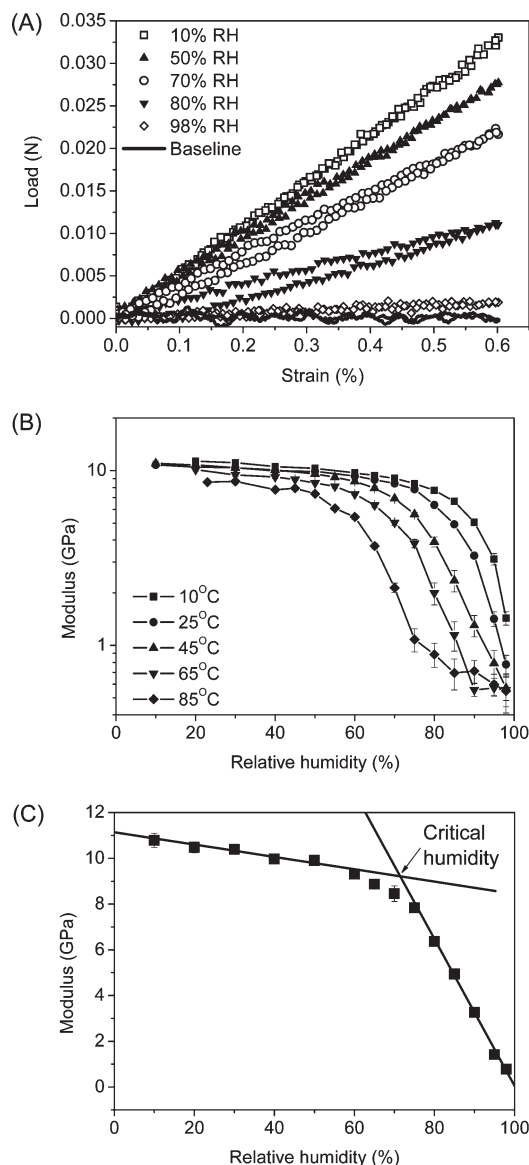 (A)
10% RH
50% RH
70% RH
80% RH
98% RH
Baseline
0.035
0.030
0.025
0.020
0.015
0.010
0.005
0.000
Load (N)
0.0 0.1 0.2 0.3 0.4 0.5 0.6
Strain (%)
(B)
10
1
Modulus (GPa)
10°C
25°C
45°C
65°C
85°C
0 20 40 60 80 100
Relative humidity (%)
(C)
12
10
8
6
4
2
0
Modulus (GPa)
Critical
humidity
0 20 40 60 80 100
Relative humidity (%)